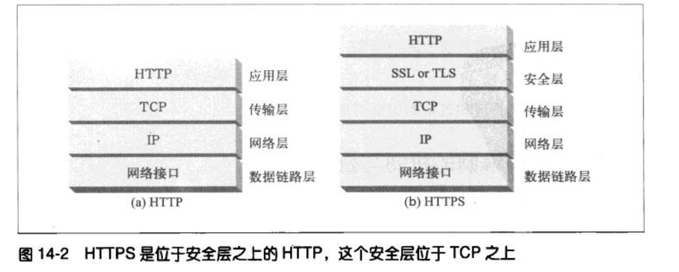 HTTP 应用层
TCP 传输层
IP 网络层
网络接口 数据链路层
(a) HTTP
HTTP 应用层
SSL or TLS 安全层
TCP 传输层
IP 网络层
网络接口 数据链路层
(b) HTTPS
图 14-2 HTTPS 是位于安全层之上的 HTTP，这个安全层位于 TCP 之上